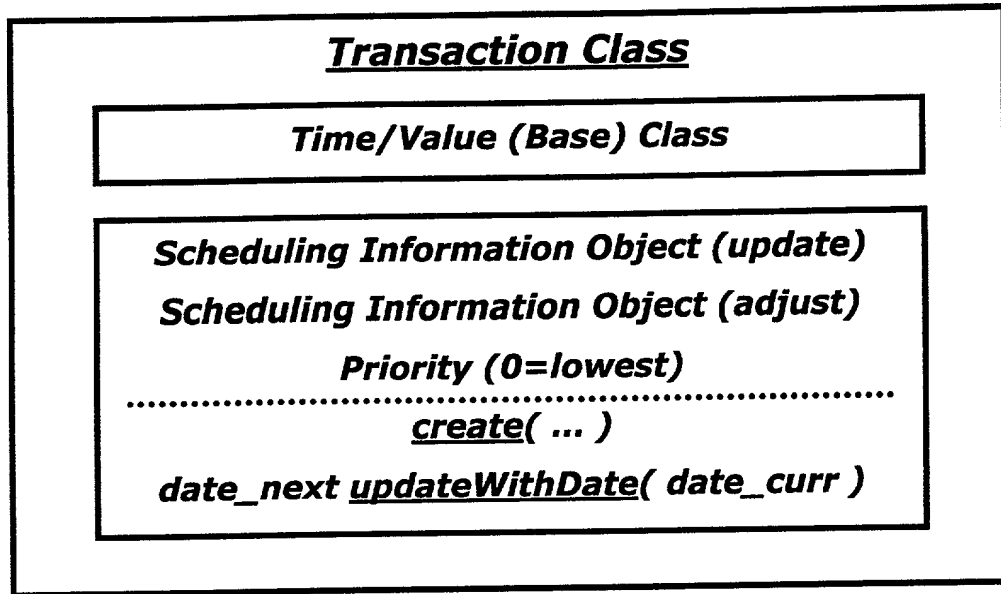 Transaction Class
Time/Value (Base) Class
Scheduling Information Object (update)
Scheduling Information Object (adjust)
Priority (0=lowest)
create( ... )
date_next updateWithDate( date_curr )